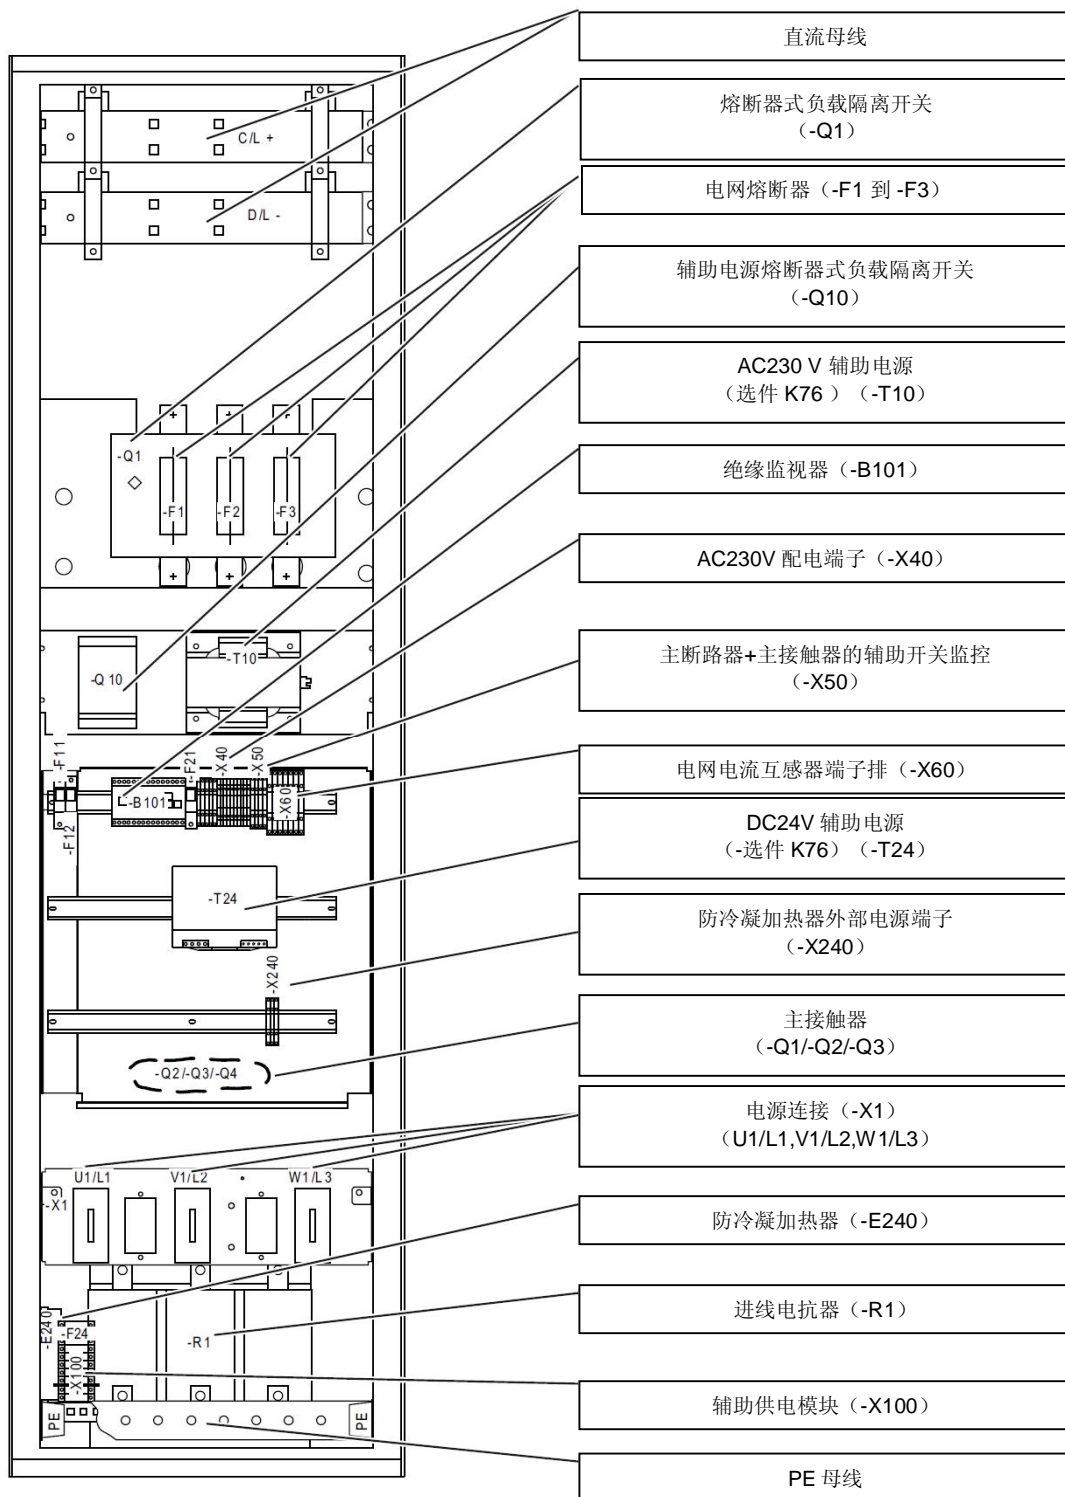 直流母线
熔断器式负载隔离开关
（-Q1）
电网熔断器（-F1 到 -F3）
辅助电源熔断器式负载隔离开关
（-Q10）
AC230 V 辅助电源
（选件 K76 ）（-T10）
绝缘监视器（-B101）
AC230V 配电端子（-X40）
主断路器+主接触器的辅助开关监控
（-X50）
电网电流互感器端子排（-X60）
DC24V 辅助电源
（-选件 K76）（-T24）
防冷凝加热器外部电源端子
（-X240）
主接触器
（-Q1/-Q2/-Q3）
电源连接（-X1）
（U1/L1,V1/L2,W1/L3）
防冷凝加热器（-E240）
进线电抗器（-R1）
辅助供电模块（-X100）
PE 母线
C/L +
D/L -
-Q1
-F1
-F2
-F3
-Q 10
-T10
-F11
-F12
-B101
-F21
-X40
-X50
-X60
-T24
-X240
-Q2/-Q3/-Q4
U1/L1
V1/L2
W1/L3
-X1
-E240
-F24
-X100
-R1
PE
PE